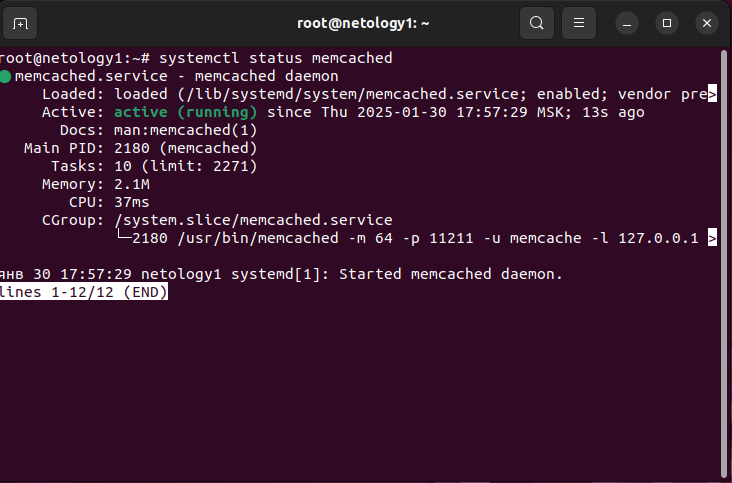 root@netology1: ~
root@netology1:~# systemctl status memcached
● memcached.service - memcached daemon
     Loaded: loaded (/lib/systemd/system/memcached.service; enabled; vendor pre>
     Active: active (running) since Thu 2025-01-30 17:57:29 MSK; 13s ago
       Docs: man:memcached(1)
   Main PID: 2180 (memcached)
      Tasks: 10 (limit: 2271)
     Memory: 2.1M
        CPU: 37ms
     CGroup: /system.slice/memcached.service
             └─2180 /usr/bin/memcached -m 64 -p 11211 -u memcache -l 127.0.0.1 >
янв 30 17:57:29 netology1 systemd[1]: Started memcached daemon.
lines 1-12/12 (END)